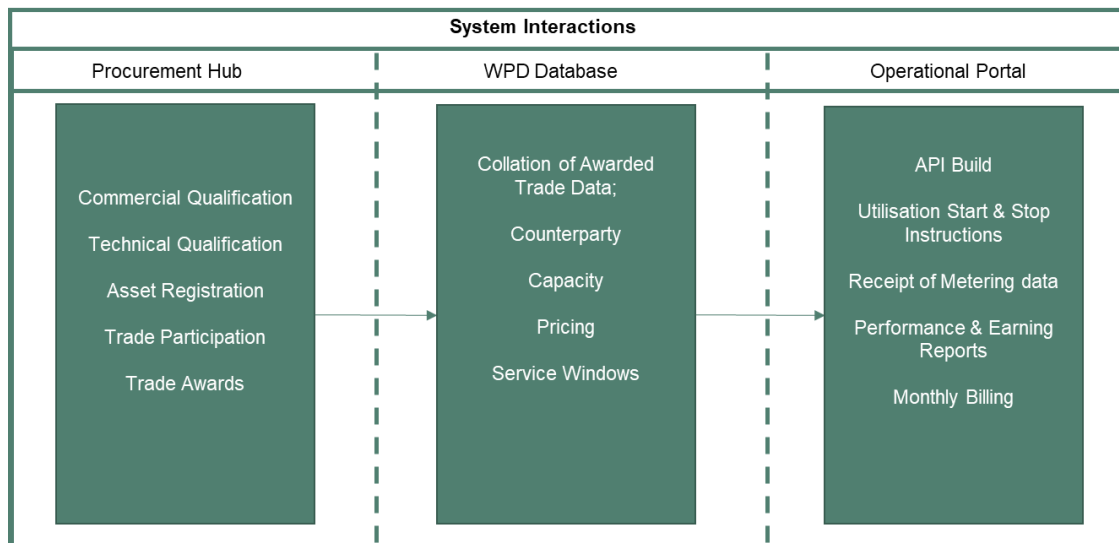 System Interactions
Procurement Hub
WPD Database
Operational Portal
Commercial Qualification
Technical Qualification
Asset Registration
Trade Participation
Trade Awards
Collation of Awarded
Trade Data;
Counterparty
Capacity
Pricing
Service Windows
API Build
Utilisation Start & Stop
Instructions
Receipt of Metering data
Performance & Earning
Reports
Monthly Billing